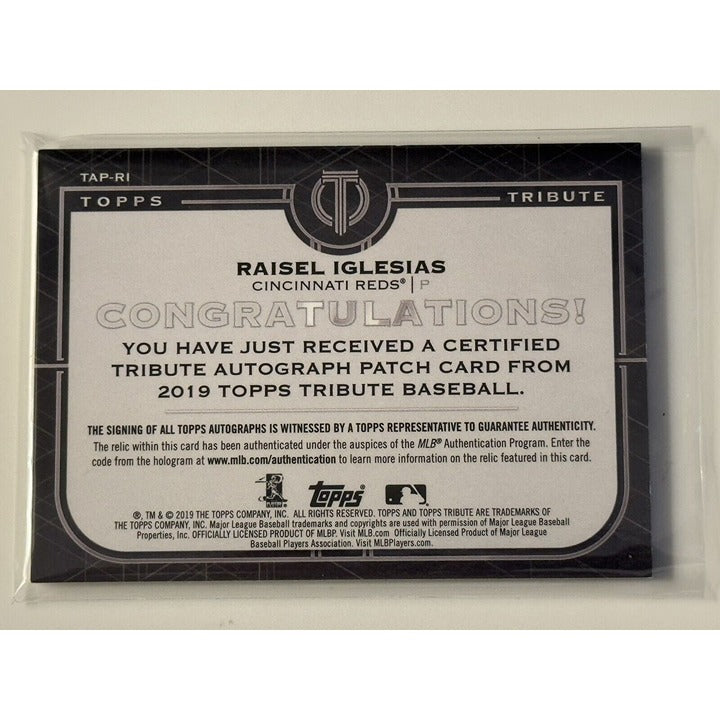 TAP-RI
TOPPS
TRIBUTE
RAISEL IGLESIAS
CINCINNATI REDS® | P
CONGRATULATIONS!
YOU HAVE JUST RECEIVED A CERTIFIED
TRIBUTE AUTOGRAPH PATCH CARD FROM
2019 TOPPS TRIBUTE BASEBALL.
THE SIGNING OF ALL TOPPS AUTOGRAPHS IS WITNESSED BY A TOPPS REPRESENTATIVE TO GUARANTEE AUTHENTICITY.
The relic within this card has been authenticated under the auspices of the MLB® Authentication Program. Enter the
code from the hologram at www.mlb.com/authentication to learn more information on the relic featured in this card.
Topps
®, TM & © 2019 THE TOPPS COMPANY, INC. ALL RIGHTS RESERVED. TOPPS AND TOPPS TRIBUTE ARE TRADEMARKS OF
THE TOPPS COMPANY, INC. Major League Baseball trademarks and copyrights are used with permission of Major League Baseball
Properties, Inc. OFFICIALLY LICENSED PRODUCT OF MLBP. Visit MLB.com Officially Licensed Product of Major League
Baseball Players Association. Visit MLBPlayers.com.